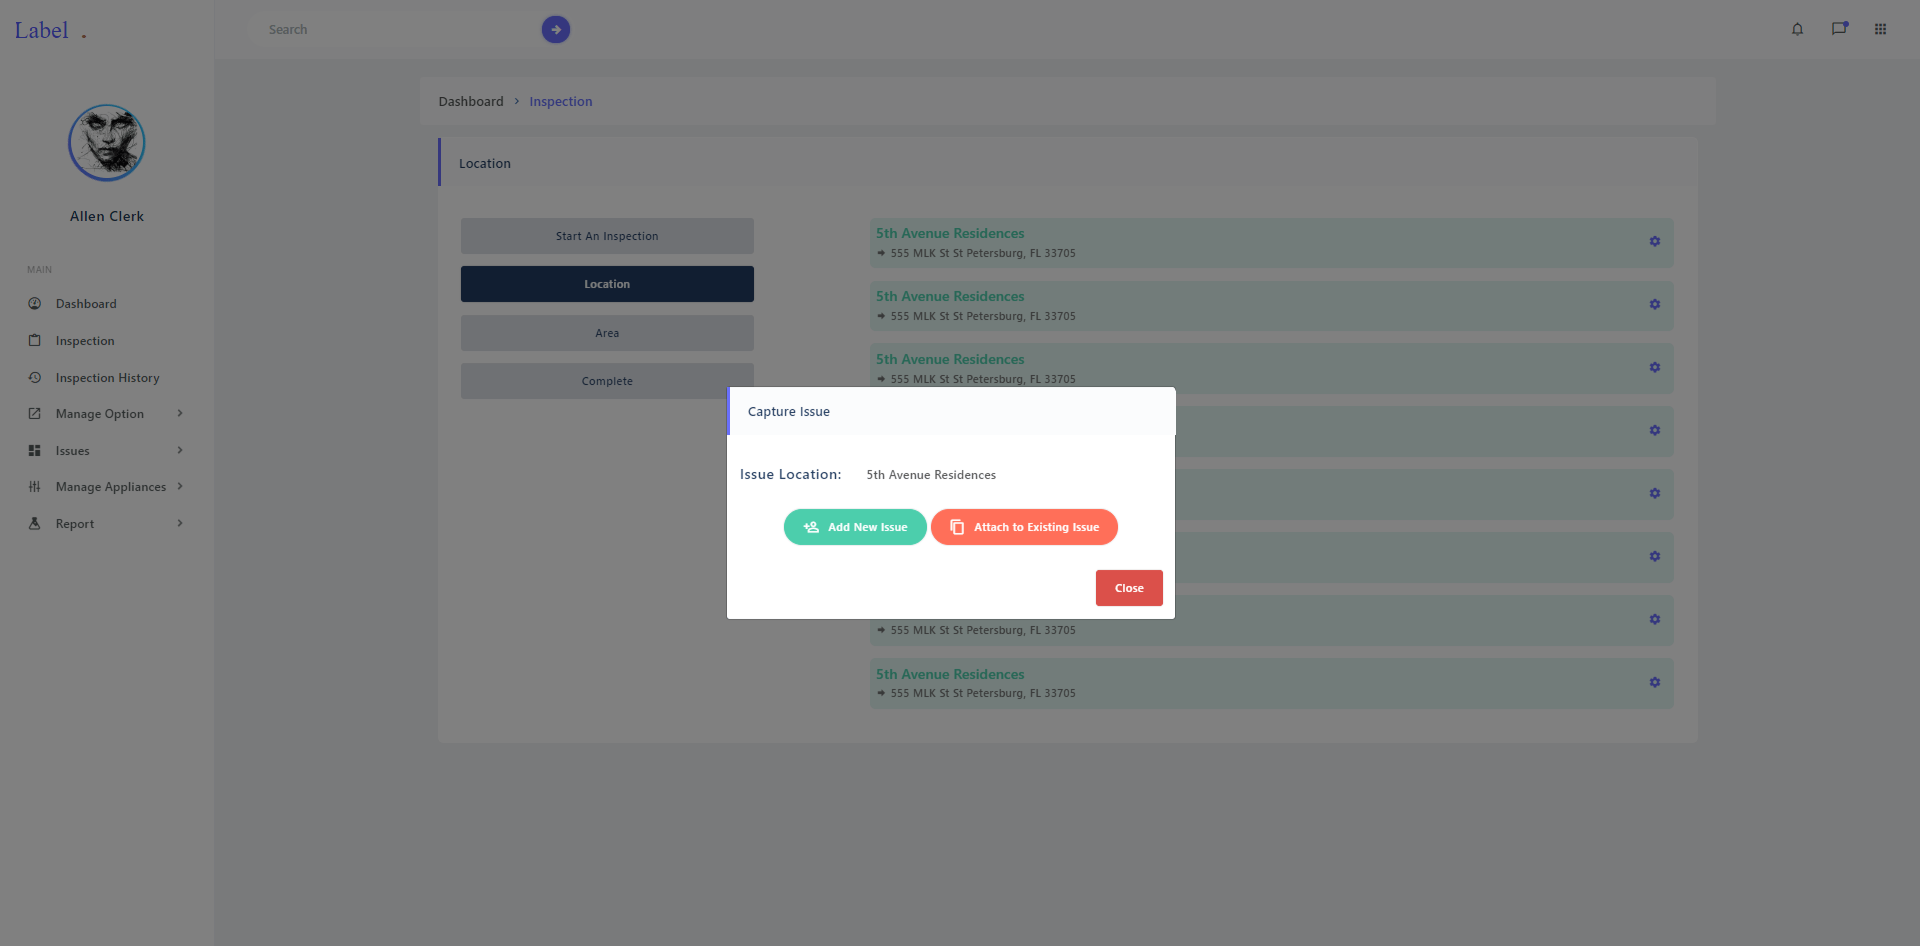 Label .
Search
Allen Clerk
MAIN
Dashboard
Inspection
Inspection History
Manage Option
Issues
Manage Appliances
Report
Dashboard > Inspection
Location
Start An Inspection
Location
Area
Complete
5th Avenue Residences
555 MLK St St Petersburg, FL 33705
5th Avenue Residences
555 MLK St St Petersburg, FL 33705
5th Avenue Residences
555 MLK St St Petersburg, FL 33705
Capture Issue
Issue Location: 5th Avenue Residences
Add New Issue
Attach to Existing Issue
Close
555 MLK St St Petersburg, FL 33705
5th Avenue Residences
555 MLK St St Petersburg, FL 33705